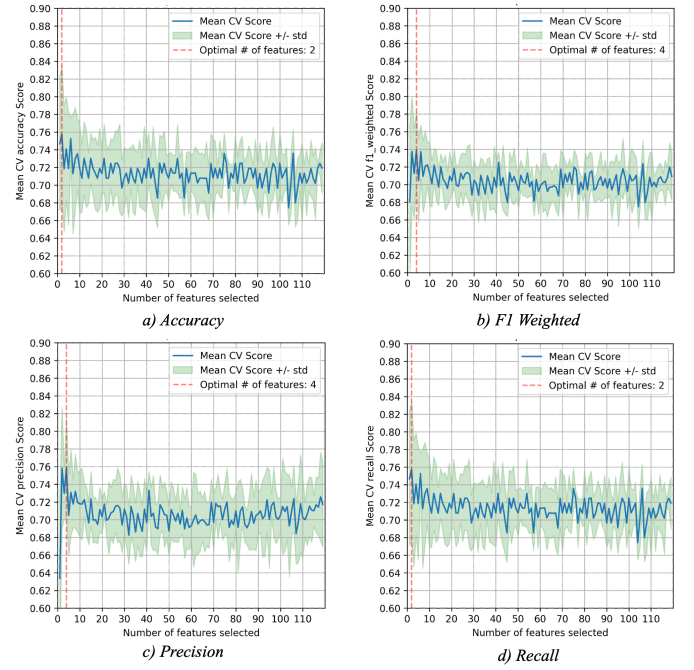 0.90
0.88
0.86
0.84
0.82
0.80
0.78
0.76
0.74
0.72
0.70
0.68
0.66
0.64
0.62
0.60
Mean CV accuracy Score
Mean CV Score
Mean CV Score +/- std
Optimal # of features: 2
0 10 20 30 40 50 60 70 80 90 100 110
Number of features selected
a) Accuracy
0.90
0.88
0.86
0.84
0.82
0.80
0.78
0.76
0.74
0.72
0.70
0.68
0.66
0.64
0.62
0.60
Mean CV f1_weighted Score
Mean CV Score
Mean CV Score +/- std
Optimal # of features: 4
0 10 20 30 40 50 60 70 80 90 100 110
Number of features selected
b) F1 Weighted
0.90
0.88
0.86
0.84
0.82
0.80
0.78
0.76
0.74
0.72
0.70
0.68
0.66
0.64
0.62
0.60
Mean CV precision Score
Mean CV Score
Mean CV Score +/- std
Optimal # of features: 4
0 10 20 30 40 50 60 70 80 90 100 110
Number of features selected
c) Precision
0.90
0.88
0.86
0.84
0.82
0.80
0.78
0.76
0.74
0.72
0.70
0.68
0.66
0.64
0.62
0.60
Mean CV recall Score
Mean CV Score
Mean CV Score +/- std
Optimal # of features: 2
0 10 20 30 40 50 60 70 80 90 100 110
Number of features selected
d) Recall